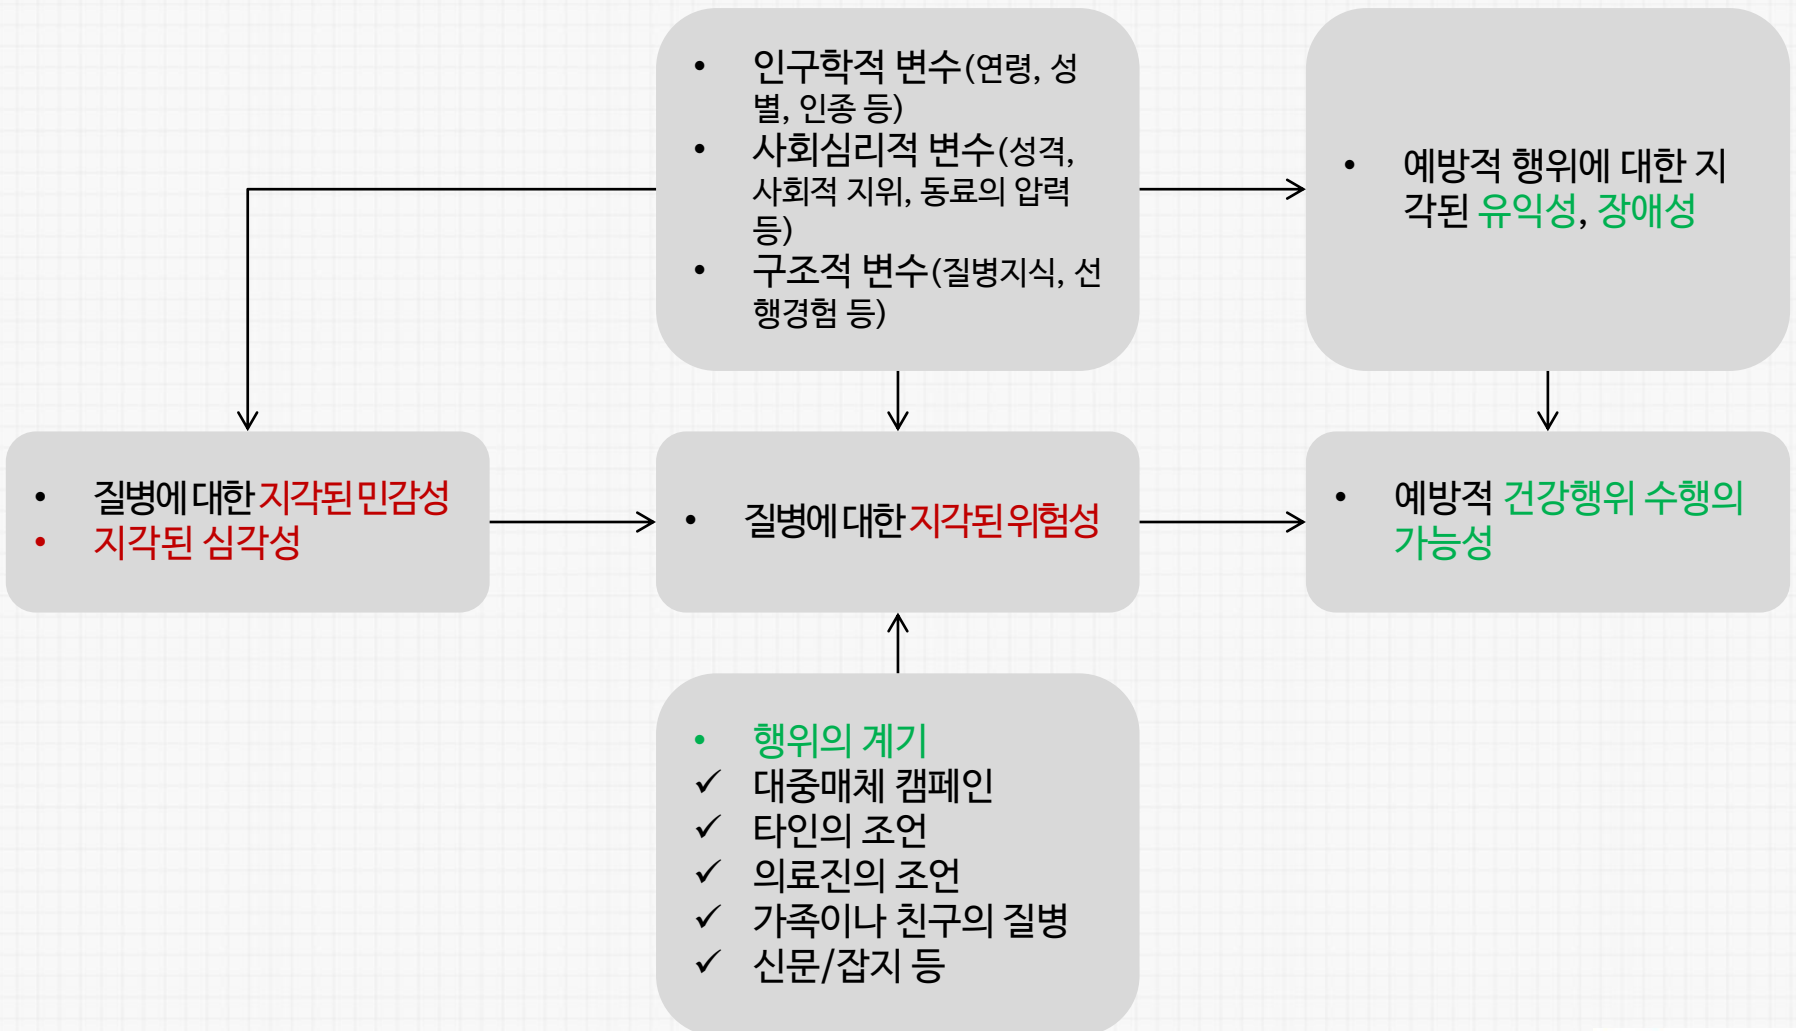 • 인구학적 변수(연령, 성
별, 인종 등)
• 사회심리적 변수(성격,
사회적 지위, 동료의 압력
등)
• 구조적 변수(질병지식, 선
행경험 등)
• 예방적 행위에 대한 지
각된 유익성, 장애성
• 질병에 대한 지각된 민감성
• 지각된 심각성
• 질병에 대한 지각된 위험성
• 예방적 건강행위 수행의
가능성
• 행위의 계기
✓ 대중매체 캠페인
✓ 타인의 조언
✓ 의료진의 조언
✓ 가족이나 친구의 질병
✓ 신문/잡지 등